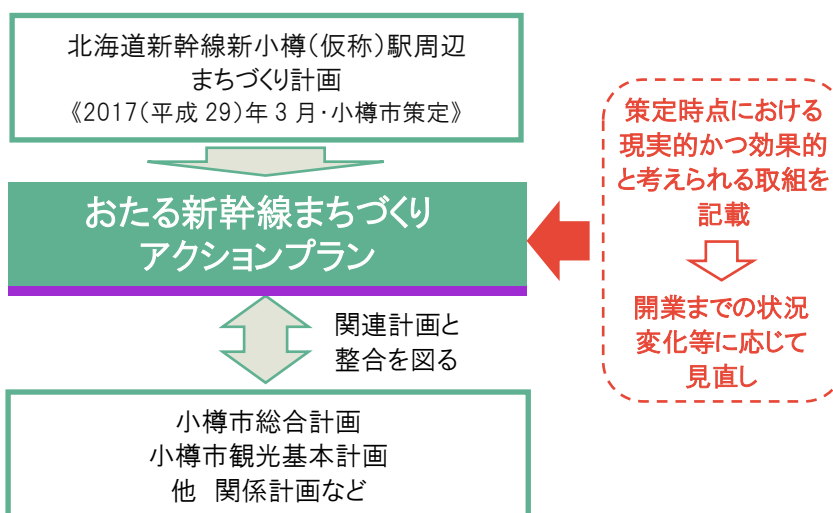 北海道新幹線新小樽（仮称）駅周辺
まちづくり計画
《2017（平成 29）年 3 月・小樽市策定》
おたる新幹線まちづくり
アクションプラン
関連計画と
整合を図る
小樽市総合計画
小樽市観光基本計画
他　関係計画など
策定時点における
現実的かつ効果的
と考えられる取組を
記載
開業までの状況
変化等に応じて
見直し